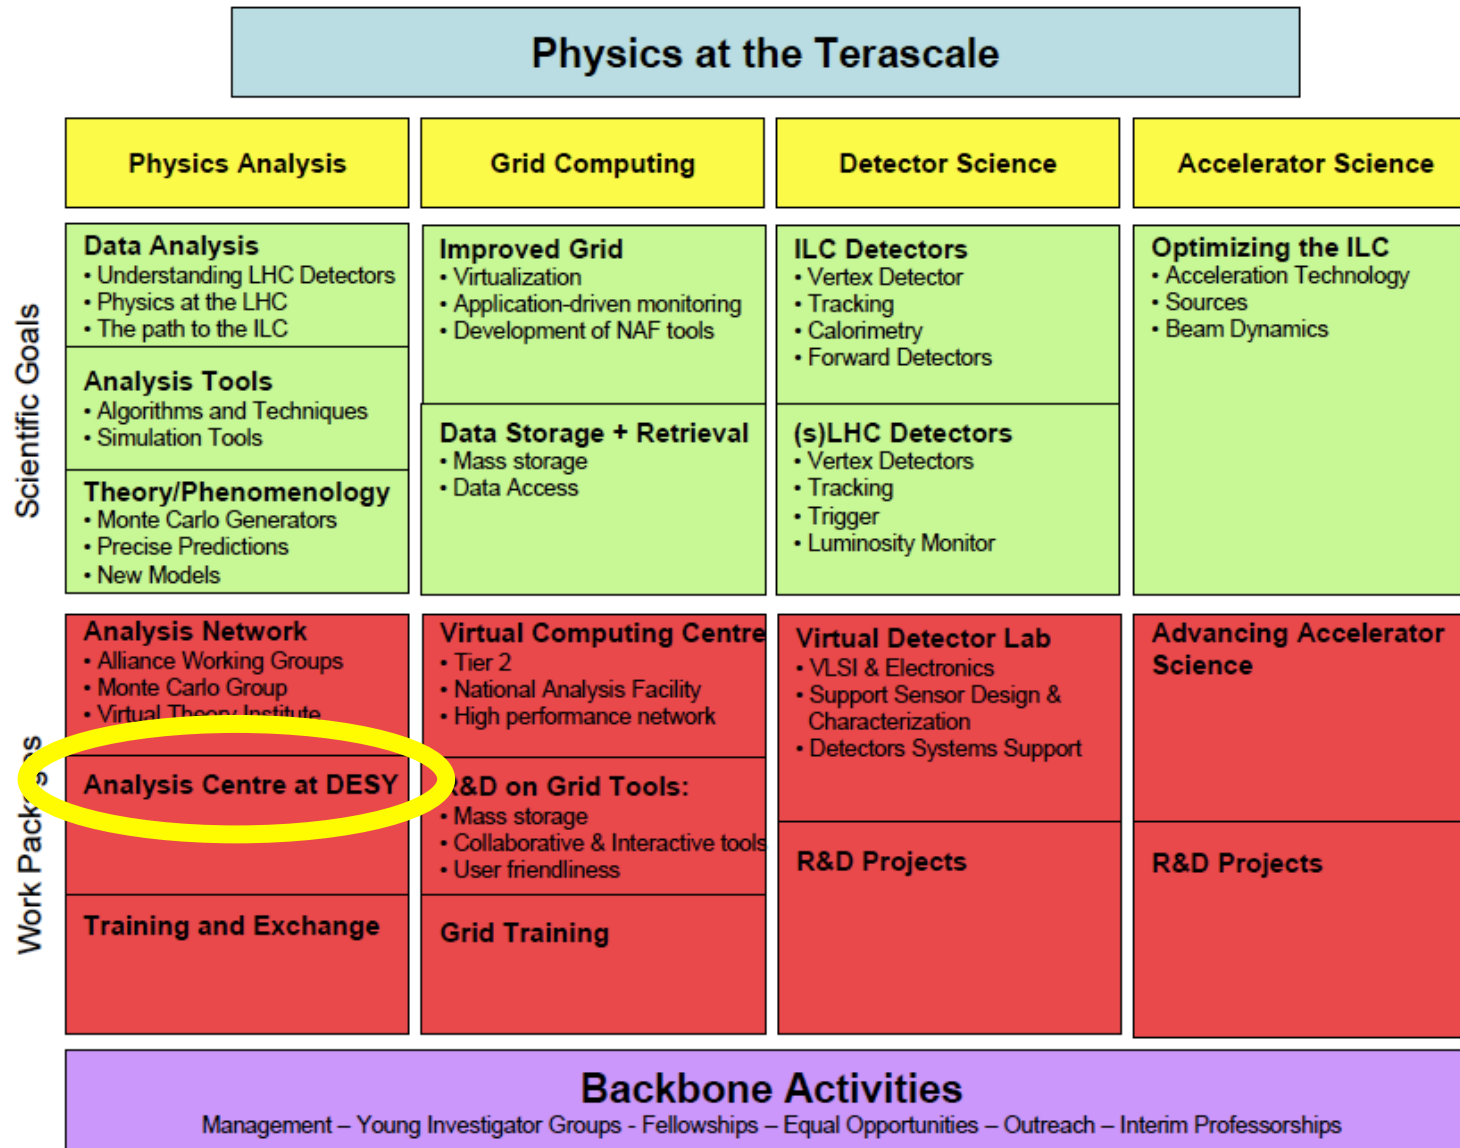 Physics at the Terascale
Physics Analysis
Grid Computing
Detector Science
Accelerator Science
Scientific Goals
Data Analysis
• Understanding LHC Detectors
• Physics at the LHC
• The path to the ILC
Analysis Tools
• Algorithms and Techniques
• Simulation Tools
Theory/Phenomenology
• Monte Carlo Generators
• Precise Predictions
• New Models
Improved Grid
• Virtualization
• Application-driven monitoring
• Development of NAF tools
Data Storage + Retrieval
• Mass storage
• Data Access
ILC Detectors
• Vertex Detector
• Tracking
• Calorimetry
• Forward Detectors
(s)LHC Detectors
• Vertex Detectors
• Tracking
• Trigger
• Luminosity Monitor
Optimizing the ILC
• Acceleration Technology
• Sources
• Beam Dynamics
Work Packages
Analysis Network
• Alliance Working Groups
• Monte Carlo Group
• Virtual Theory Institute
Analysis Centre at DESY
Training and Exchange
Virtual Computing Centre
• Tier 2
• National Analysis Facility
• High performance network
R&D on Grid Tools:
• Mass storage
• Collaborative & Interactive tools
• User friendliness
Grid Training
Virtual Detector Lab
• VLSI & Electronics
• Support Sensor Design &
Characterization
• Detectors Systems Support
R&D Projects
Advancing Accelerator
Science
R&D Projects
Backbone Activities
Management – Young Investigator Groups - Fellowships – Equal Opportunities – Outreach – Interim Professorships